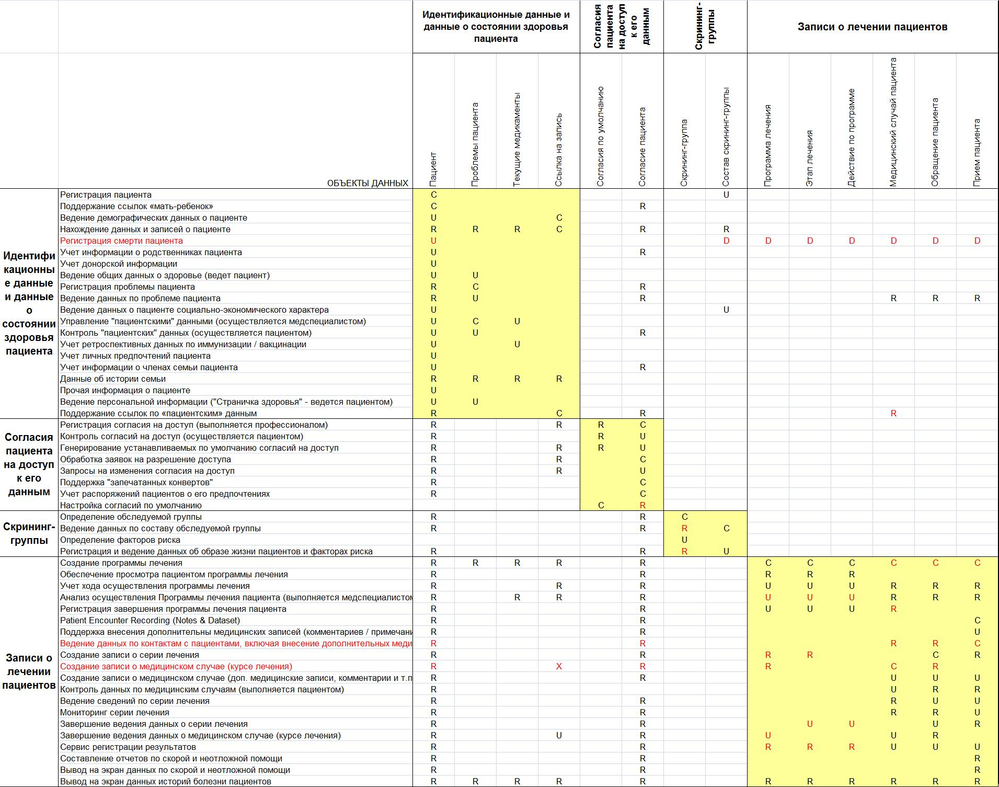 Идентификационные данные и
данные о состоянии здоровья
пациента
Согласия
пациента
на доступ
к его
данным
Скрининг-
группы
Записи о лечении пациентов
ОБЪЕКТЫ ДАННЫХ
Пациент
Проблемы пациента
Текущие медикаменты
Ссылка на запись
Согласия по умолчанию
Согласие пациента
Скрининг-группа
Состав скрининг-группы
Программа лечения
Этап лечения
Действие по программе
Медицинский случай пациента
Обращение пациента
Прием пациента
Идентифи
кационны
е данные
и данные
о
состоянии
здоровья
пациента
Регистрация пациента C U
Поддержание ссылок «мать-ребенок» C R
Ведение демографических данных о пациенте U C
Нахождение данных и записей о пациенте R R R C R R
Регистрация смерти пациента U D D D D D D D
Учет информации о родственниках пациента U R
Учет донорской информации U
Ведение общих данных о здоровье (ведет пациент) U U
Регистрация проблемы пациента R C R
Ведение данных по проблеме пациента R U R R R R
Ведение данных о пациенте социально-экономического характера U U
Управление "пациентскими" данными (осуществляется медспециалистом) U C U
Контроль "пациентских" данных (осуществляется пациентом) U U R
Учет ретроспективных данных по иммунизации / вакцинации U U
Учет личных предпочтений пациента U
Учет информации о членах семьи пациента U R
Данные об истории семьи R R R R
Прочая информация о пациенте U
Ведение персональной информации ("Страничка здоровья" - ведется пациентом) U U
Поддержание ссылок по «пациентским» данным R C R R
Согласия
пациента
на доступ
к его
данным
Регистрация согласия на доступ (выполняется профессионалом) R R R C
Контроль согласий на доступ (осуществляется пациентом) R R U
Генерирование устанавливаемых по умолчанию согласий на доступ R R R U
Обработка заявок на разрешение доступа R R C
Запросы на изменения согласия на доступ R R U
Поддержка "запечатанных конвертов" R C
Учет распоряжений пациентов о его предпочтениях R C
Настройка согласий по умолчанию C R
Скрининг-
группы
Определение обследуемой группы R R C
Ведение данных по составу обследуемой группы R R R C
Определение факторов риска U
Регистрация и ведение данных об образе жизни пациентов и факторах риска R R R U
Записи о
лечении
пациентов
Создание программы лечения R R R R R C C C C C C
Обеспечение просмотра пациентом программы лечения R R R R R
Учет хода осуществления программы лечения R R R U U U R R R
Анализ осуществления Программы лечения пациента (выполняется медспециалистом R R R R U U U R R R
Регистрация завершения программы лечения пациента R R U U U R
Patient Encounter Recording (Notes & Dataset) R R C
Поддержка внесения дополнительны медицинских записей (комментариев / примечани R R U
Ведение данных по контактам с пациентами, включая внесение дополнительных меди R R R R C
Создание записи о серии лечения R R R R C R
Создание записи о медицинском случае (курсе лечения) R X R R C R
Создание записи о медицинском случае (доп. медицинские записи, комментарии и т.п R R U U U
Контроль данных по медицинским случаям (выполняется пациентом) R U R R
Ведение сведений по серии лечения R R R U U
Мониторинг серии лечения R R R R U
Завершение ведения данных о серии лечения R R U U U R
Завершение ведения данных о медицинском случае (курсе лечения) R U R U U R
Сервис регистрации результатов R R R R R U U U
Составление отчетов по скорой и неотложной помощи R R R
Вывод на экран данных по скорой и неотложной помощи R R R
Вывод на экран данных историй болезни пациентов R R R R R R R R R R R